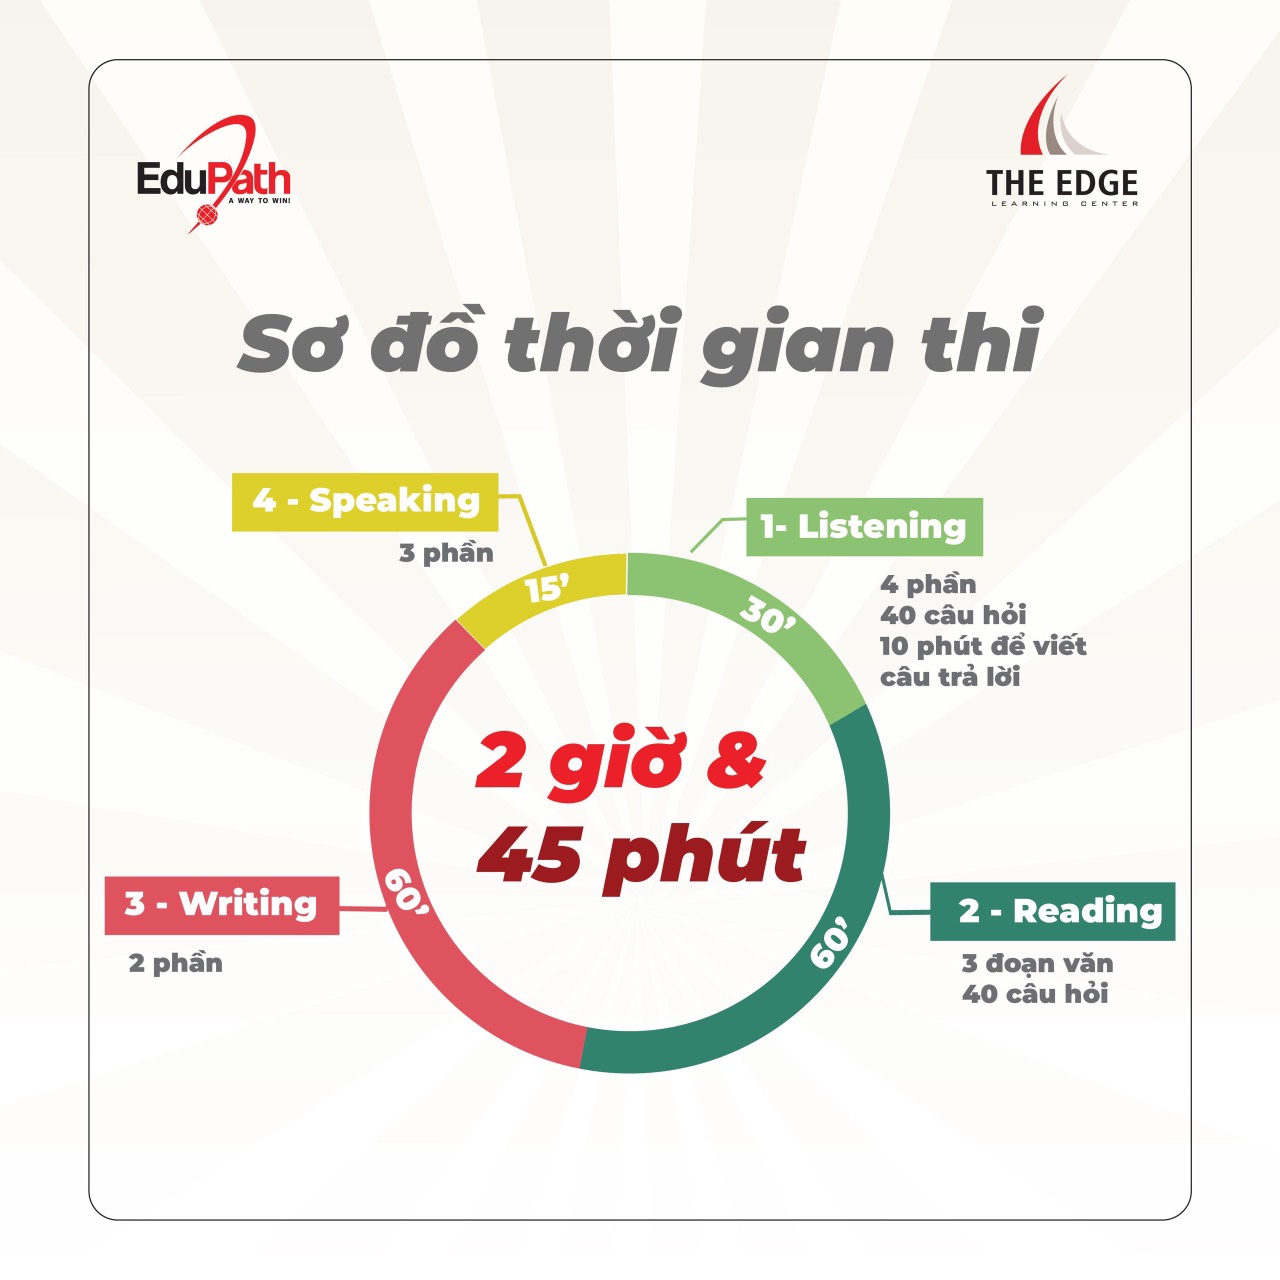 EduPath
A WAY TO WIN!
THE EDGE
LEARNING CENTER
Sơ đồ thời gian thi
4 - Speaking
3 phần
15’
1- Listening
30’
4 phần
40 câu hỏi
10 phút để viết
câu trả lời
2 giờ &
45 phút
3 - Writing
60’
2 phần
2 - Reading
60’
3 đoạn văn
40 câu hỏi